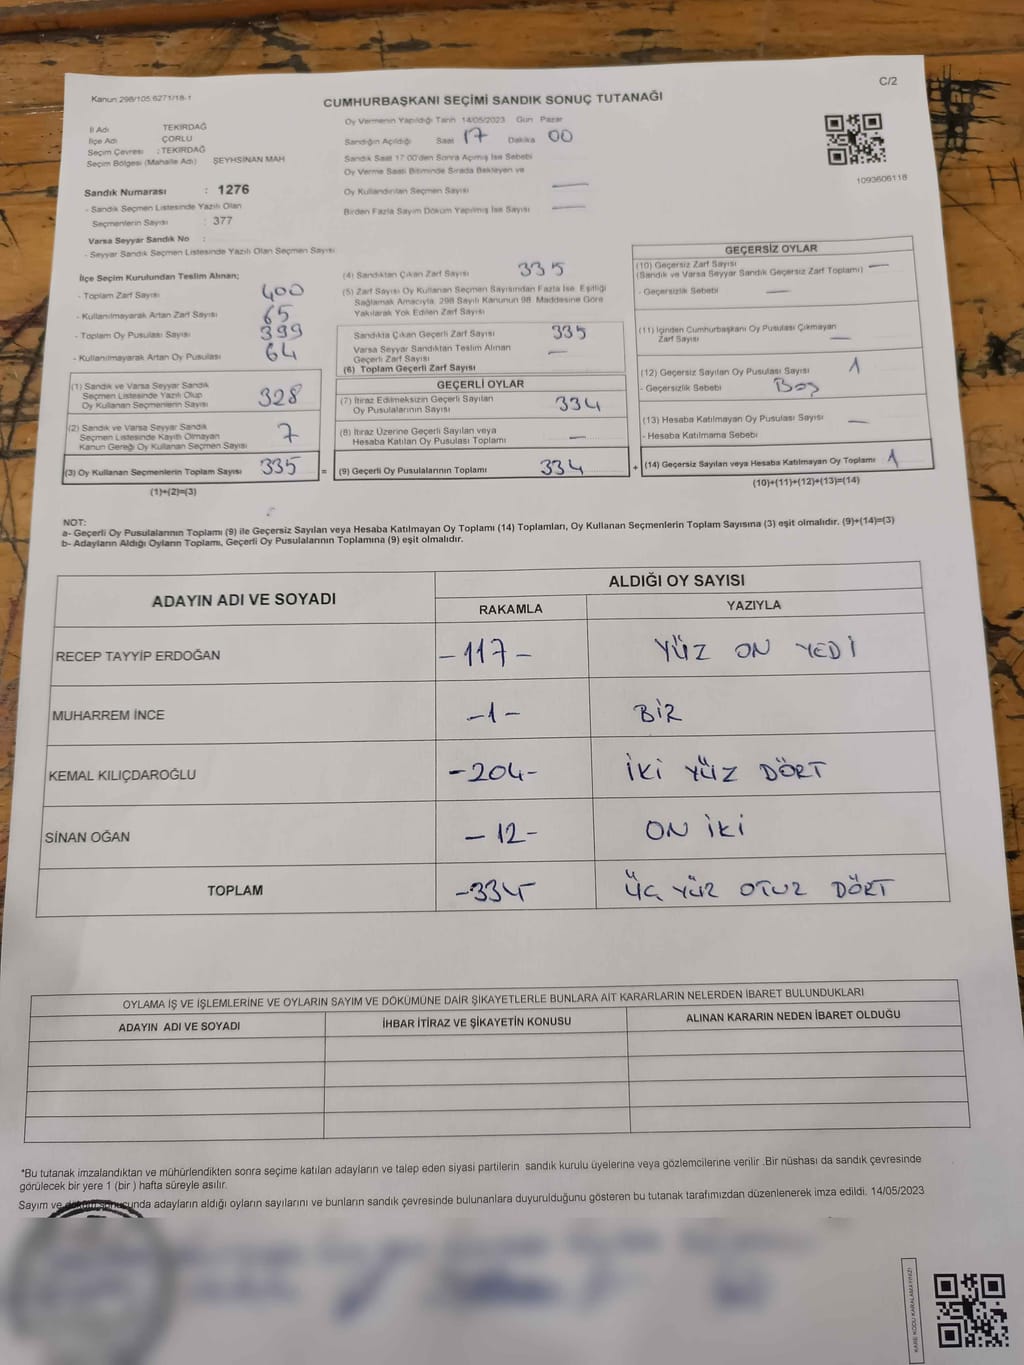 C/2
Kanun 298/105 6271/18-1
CUMHURBAŞKANI SEÇİMİ SANDIK SONUÇ TUTANAĞI
İl Adı TEKİRDAĞ
İlçe Adı ÇORLU
Seçim Çevresi : TEKİRDAĞ
Seçim Bölgesi (Mahalle Adı) ŞEYHSİNAN MAH
Sandık Numarası : 1276
- Sandık Seçmen Listesinde Yazılı Olan
Seçmenlerin Sayısı : 377
Varsa Seyyar Sandık No :
- Seyyar Sandık Seçmen Listesinde Yazılı Olan Seçmen Sayısı
Oy Vermenin Yapıldığı Tarih 14/05/2023 Gün Pazar
Sandığın Açıldığı Saat 17 Dakika 00
Sandık Saat 17:00'den Sonra Açılmış İse Sebebi
Oy Verme Saati Bitiminde Sırada Bekleyen ve
Oy Kullandırılan Seçmen Sayısı —
Birden Fazla Sayım Döküm Yapılmış İse Sayısı —
1093606118
İlçe Seçim Kurulundan Teslim Alınan;
- Toplam Zarf Sayısı 400
- Kullanılmayarak Artan Zarf Sayısı 65
- Toplam Oy Pusulası Sayısı 399
- Kullanılmayarak Artan Oy Pusulası 64
(1) Sandık ve Varsa Seyyar Sandık
Seçmen Listesinde Yazılı Olup
Oy Kullanan Seçmenlerin Sayısı 328
(2) Sandık ve Varsa Seyyar Sandık
Seçmen Listesinde Kayıtlı Olmayan
Kanun Gereği Oy Kullanan Seçmen Sayısı 7
(3) Oy Kullanan Seçmenlerin Toplam Sayısı 335 =
(1)+(2)=(3)
(4) Sandıktan Çıkan Zarf Sayısı 335
(5) Zarf Sayısı Oy Kullanan Seçmen Sayısından Fazla İse, Eşitliği
Sağlamak Amacıyla, 298 Sayılı Kanunun 98. Maddesine Göre
Yakılarak Yok Edilen Zarf Sayısı
Sandıkta Çıkan Geçerli Zarf Sayısı 335
Varsa Seyyar Sandıktan Teslim Alınan
Geçerli Zarf Sayısı —
(6) Toplam Geçerli Zarf Sayısı
GEÇERLİ OYLAR
(7) İtiraz Edilmeksizin Geçerli Sayılan
Oy Pusulalarının Sayısı 334
(8) İtiraz Üzerine Geçerli Sayılan veya
Hesaba Katılan Oy Pusulası Toplamı —
(9) Geçerli Oy Pusulalarının Toplamı 334 +
GEÇERSİZ OYLAR
(10) Geçersiz Zarf Sayısı —
(Sandık ve Varsa Seyyar Sandık Geçersiz Zarf Toplamı)
- Geçersizlik Sebebi —
(11) İçinden Cumhurbaşkanı Oy Pusulası Çıkmayan
Zarf Sayısı —
(12) Geçersiz Sayılan Oy Pusulası Sayısı 1
- Geçersizlik Sebebi Boş
(13) Hesaba Katılmayan Oy Pusulası Sayısı —
- Hesaba Katılmama Sebebi
(14) Geçersiz Sayılan veya Hesaba Katılmayan Oy Toplamı 1
(10)+(11)+(12)+(13)=(14)
NOT:
a- Geçerli Oy Pusulalarının Toplamı (9) ile Geçersiz Sayılan veya Hesaba Katılmayan Oy Toplamı (14) Toplamları, Oy Kullanan Seçmenlerin Toplam Sayısına (3) eşit olmalıdır. (9)+(14)=(3)
b- Adayların Aldığı Oyların Toplamı, Geçerli Oy Pusulalarının Toplamına (9) eşit olmalıdır.
ADAYIN ADI VE SOYADI ALDIĞI OY SAYISI
RAKAMLA YAZIYLA
RECEP TAYYİP ERDOĞAN -117- YÜZ ON YEDİ
MUHARREM İNCE -1- BİR
KEMAL KILIÇDAROĞLU -204- İKİ YÜZ DÖRT
SİNAN OĞAN -12- ON İKİ
TOPLAM -334- ÜÇ YÜZ OTUZ DÖRT
OYLAMA İŞ VE İŞLEMLERİNE VE OYLARIN SAYIM VE DÖKÜMÜNE DAİR ŞİKAYETLERLE BUNLARA AİT KARARLARIN NELERDEN İBARET BULUNDUKLARI
ADAYIN ADI VE SOYADI İHBAR İTİRAZ VE ŞİKAYETİN KONUSU ALINAN KARARIN NEDEN İBARET OLDUĞU
*Bu tutanak imzalandıktan ve mühürlendikten sonra seçime katılan adayların ve talep eden siyasi partilerin sandık kurulu üyelerine veya gözlemcilerine verilir .Bir nüshası da sandık çevresinde
görülecek bir yere 1 (bir ) hafta süreyle asılır.
Sayım ve döküm sonucunda adayların aldığı oyların sayılarını ve bunların sandık çevresinde bulunanlara duyurulduğunu gösteren bu tutanak tarafımızdan düzenlenerek imza edildi. 14/05/2023
KARE KODU KARALAMAYINIZ!